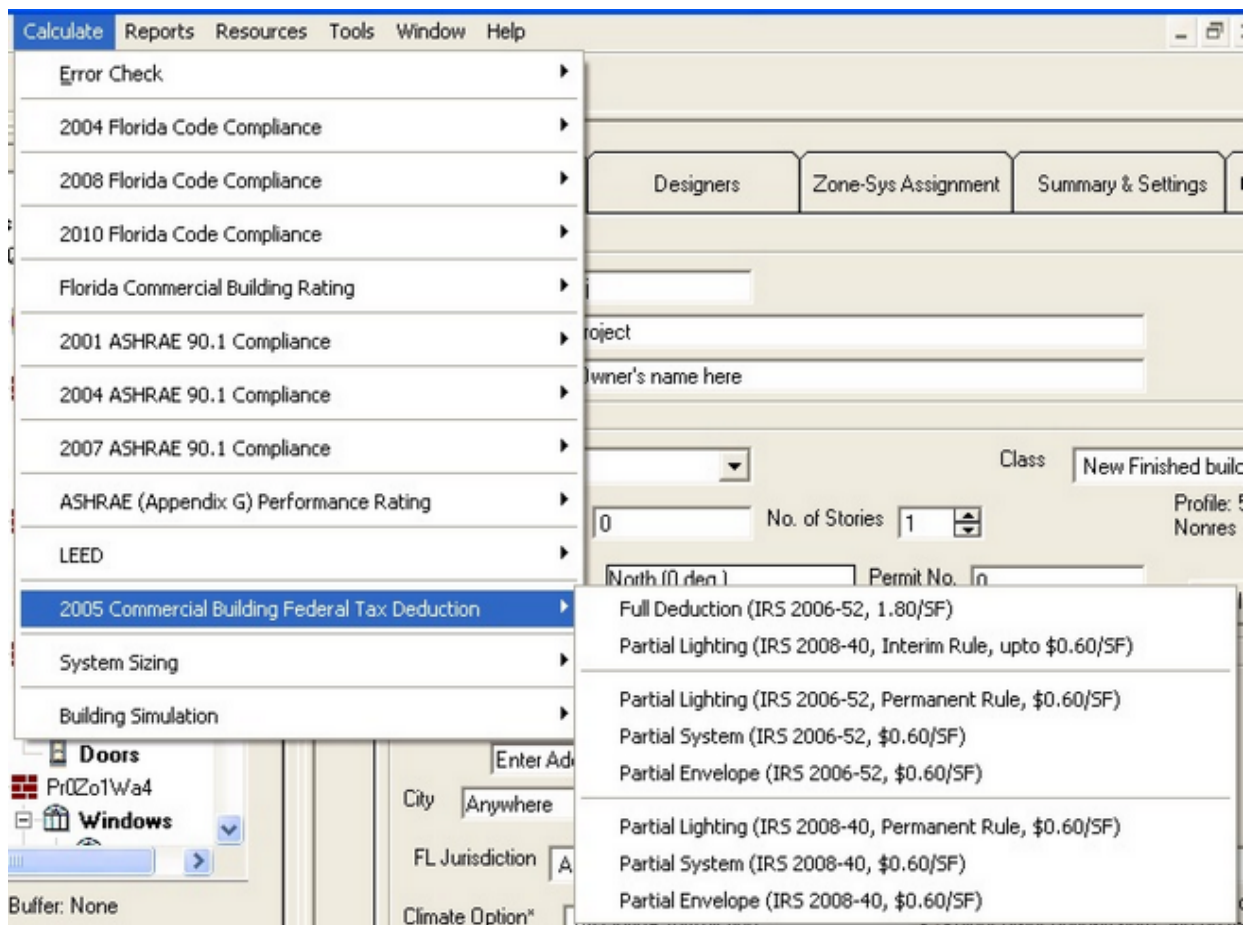 Calculate Reports Resources Tools Window Help
Error Check
2004 Florida Code Compliance
2008 Florida Code Compliance
2010 Florida Code Compliance
Florida Commercial Building Rating
2001 ASHRAE 90.1 Compliance
2004 ASHRAE 90.1 Compliance
2007 ASHRAE 90.1 Compliance
ASHRAE (Appendix G) Performance Rating
LEED
2005 Commercial Building Federal Tax Deduction
System Sizing
Building Simulation
Full Deduction (IRS 2006-52, 1.80/SF)
Partial Lighting (IRS 2008-40, Interim Rule, upto $0.60/SF)
Partial Lighting (IRS 2006-52, Permanent Rule, $0.60/SF)
Partial System (IRS 2006-52, $0.60/SF)
Partial Envelope (IRS 2006-52, $0.60/SF)
Partial Lighting (IRS 2008-40, Permanent Rule, $0.60/SF)
Partial System (IRS 2008-40, $0.60/SF)
Partial Envelope (IRS 2008-40, $0.60/SF)
Designers Zone-Sys Assignment Summary & Settings
roject
wner's name here
Class New Finished build
0 No. of Stories 1
Profile: 5
Nonres
North (0 deg.) Permit No. 0
Doors
Pr0Zo1Wa4
Windows
Buffer: None
Enter Add
City Anywhere
FL Jurisdiction A
Climate Option*